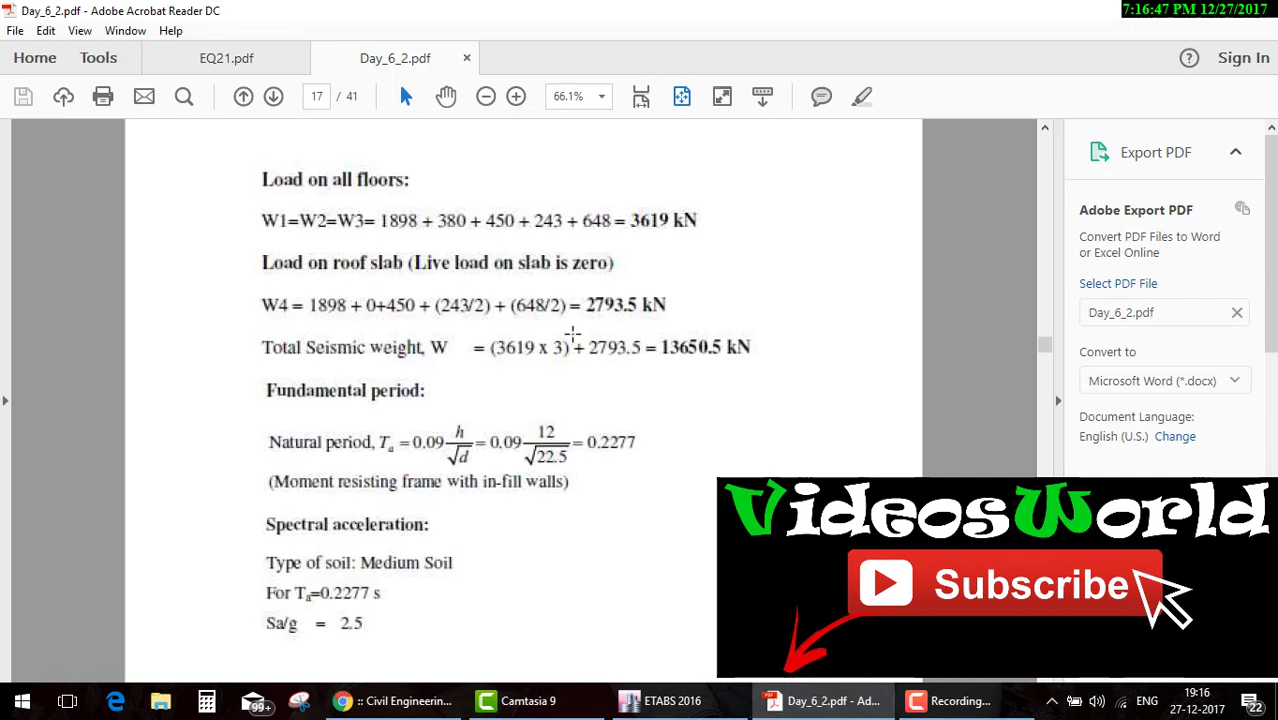 Day_6_2.pdf - Adobe Acrobat Reader DC
7:16:47 PM 12/27/2017
File Edit View Window Help
Home Tools EQ21.pdf Day_6_2.pdf × Sign In
17 / 41 66.1%
Load on all floors:
W1=W2=W3= 1898 + 380 + 450 + 243 + 648 = 3619 kN
Load on roof slab (Live load on slab is zero)
W4 = 1898 + 0+450 + (243/2) + (648/2) = 2793.5 kN
Total Seismic weight, W = (3619 x 3) + 2793.5 = 13650.5 kN
Fundamental period:
Natural period, Ta = 0.09 h/√d = 0.09 12/√22.5 = 0.2277
(Moment resisting frame with in-fill walls)
Spectral acceleration:
Type of soil: Medium Soil
For Ta=0.2277 s
Sa/g = 2.5
Export PDF
Adobe Export PDF
Convert PDF Files to Word
or Excel Online
Select PDF File
Day_6_2.pdf
Convert to
Microsoft Word (*.docx)
Document Language:
English (U.S.) Change
VideosWorld
Subscribe
99+
:: Civil Engineerin...
Camtasia 9
ETABS 2016
Day_6_2.pdf - Ad...
Recording...
ENG
19:16
27-12-2017
22